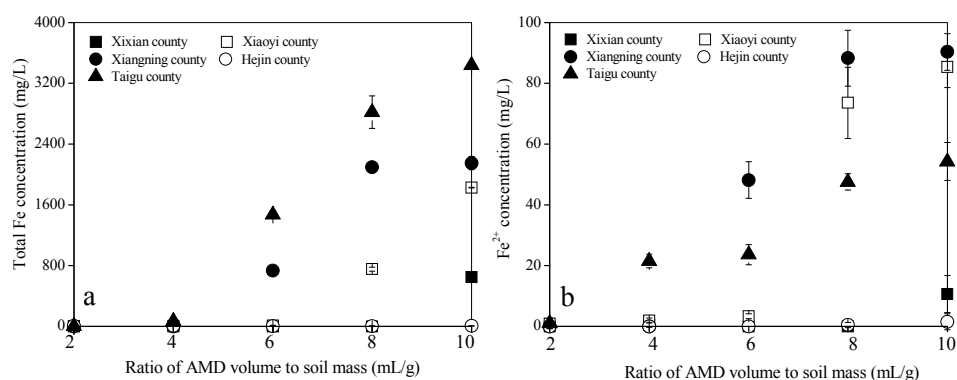 Total Fe concentration (mg/L)
4000
3200
2400
1600
800
0
Xixian county
Xiaoyi county
Xiangning county
Hejin county
Taigu county
a
2 4 6 8 10
Ratio of AMD volume to soil mass (mL/g)
Fe²⁺ concentration (mg/L)
100
80
60
40
20
0
Xixian county
Xiaoyi county
Xiangning county
Hejin county
Taigu county
b
2 4 6 8 10
Ratio of AMD volume to soil mass (mL/g)